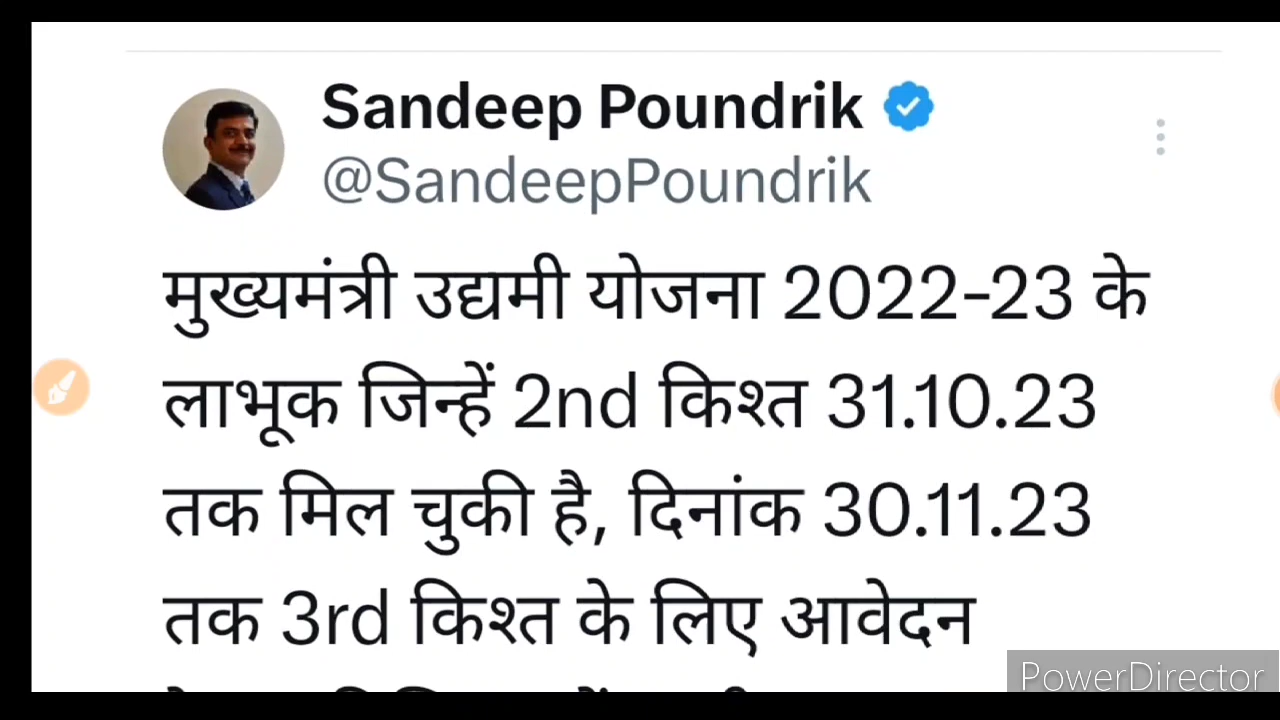 Sandeep Poundrik
@SandeepPoundrik
मुख्यमंत्री उद्यमी योजना 2022-23 के
लाभूक जिन्हें 2nd किश्त 31.10.23
तक मिल चुकी है, दिनांक 30.11.23
तक 3rd किश्त के लिए आवेदन
PowerDirector